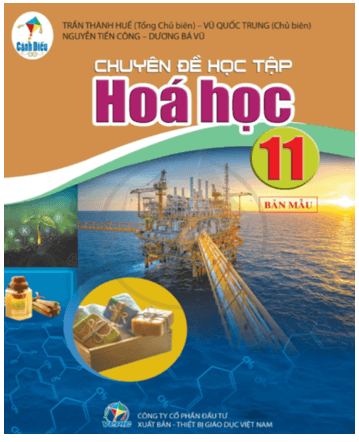 TRẦN THÀNH HUẾ (Tổng Chủ biên) – VŨ QUỐC TRUNG (Chủ biên)
NGUYỄN TIẾN CÔNG – DƯƠNG BÁ VŨ
Cánh Diều
CHUYÊN ĐỀ HỌC TẬP
Hoá học
11
BẢN MẪU
VEPIC
CÔNG TY CỔ PHẦN ĐẦU TƯ
XUẤT BẢN – THIẾT BỊ GIÁO DỤC VIỆT NAM